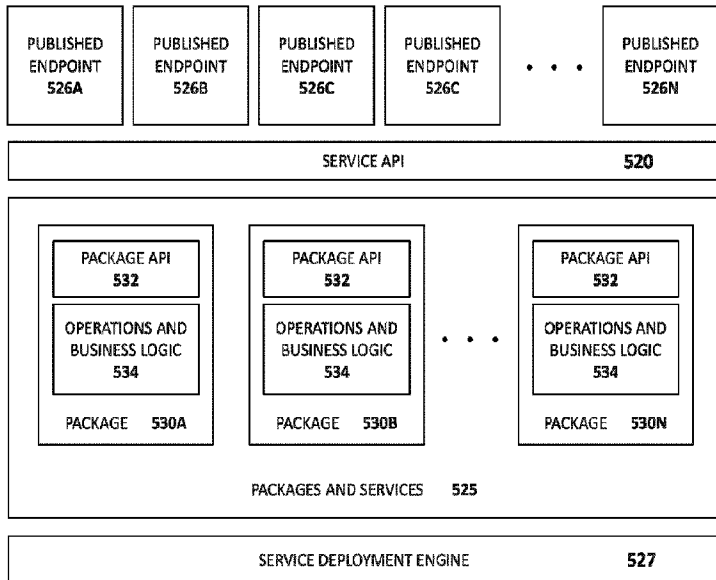 PUBLISHED ENDPOINT 526A
PUBLISHED ENDPOINT 526B
PUBLISHED ENDPOINT 526C
PUBLISHED ENDPOINT 526C
. . .
PUBLISHED ENDPOINT 526N
SERVICE API 520
PACKAGE API 532
OPERATIONS AND BUSINESS LOGIC 534
PACKAGE 530A
PACKAGE API 532
OPERATIONS AND BUSINESS LOGIC 534
PACKAGE 530B
. . .
PACKAGE API 532
OPERATIONS AND BUSINESS LOGIC 534
PACKAGE 530N
PACKAGES AND SERVICES 525
SERVICE DEPLOYMENT ENGINE 527